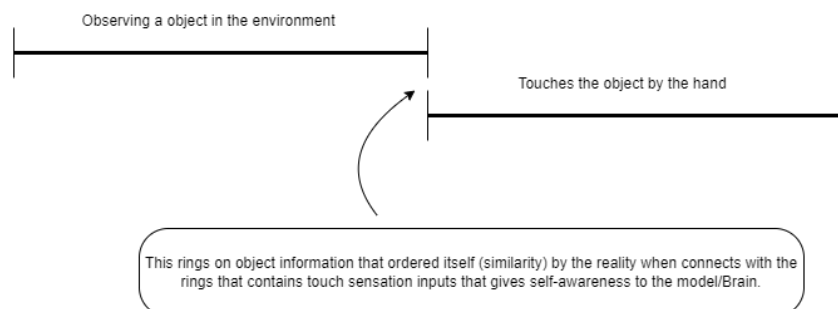 Observing a object in the environment
Touches the object by the hand
This rings on object information that ordered itself (similarity) by the reality when connects with the
rings that contains touch sensation inputs that gives self-awareness to the model/Brain.